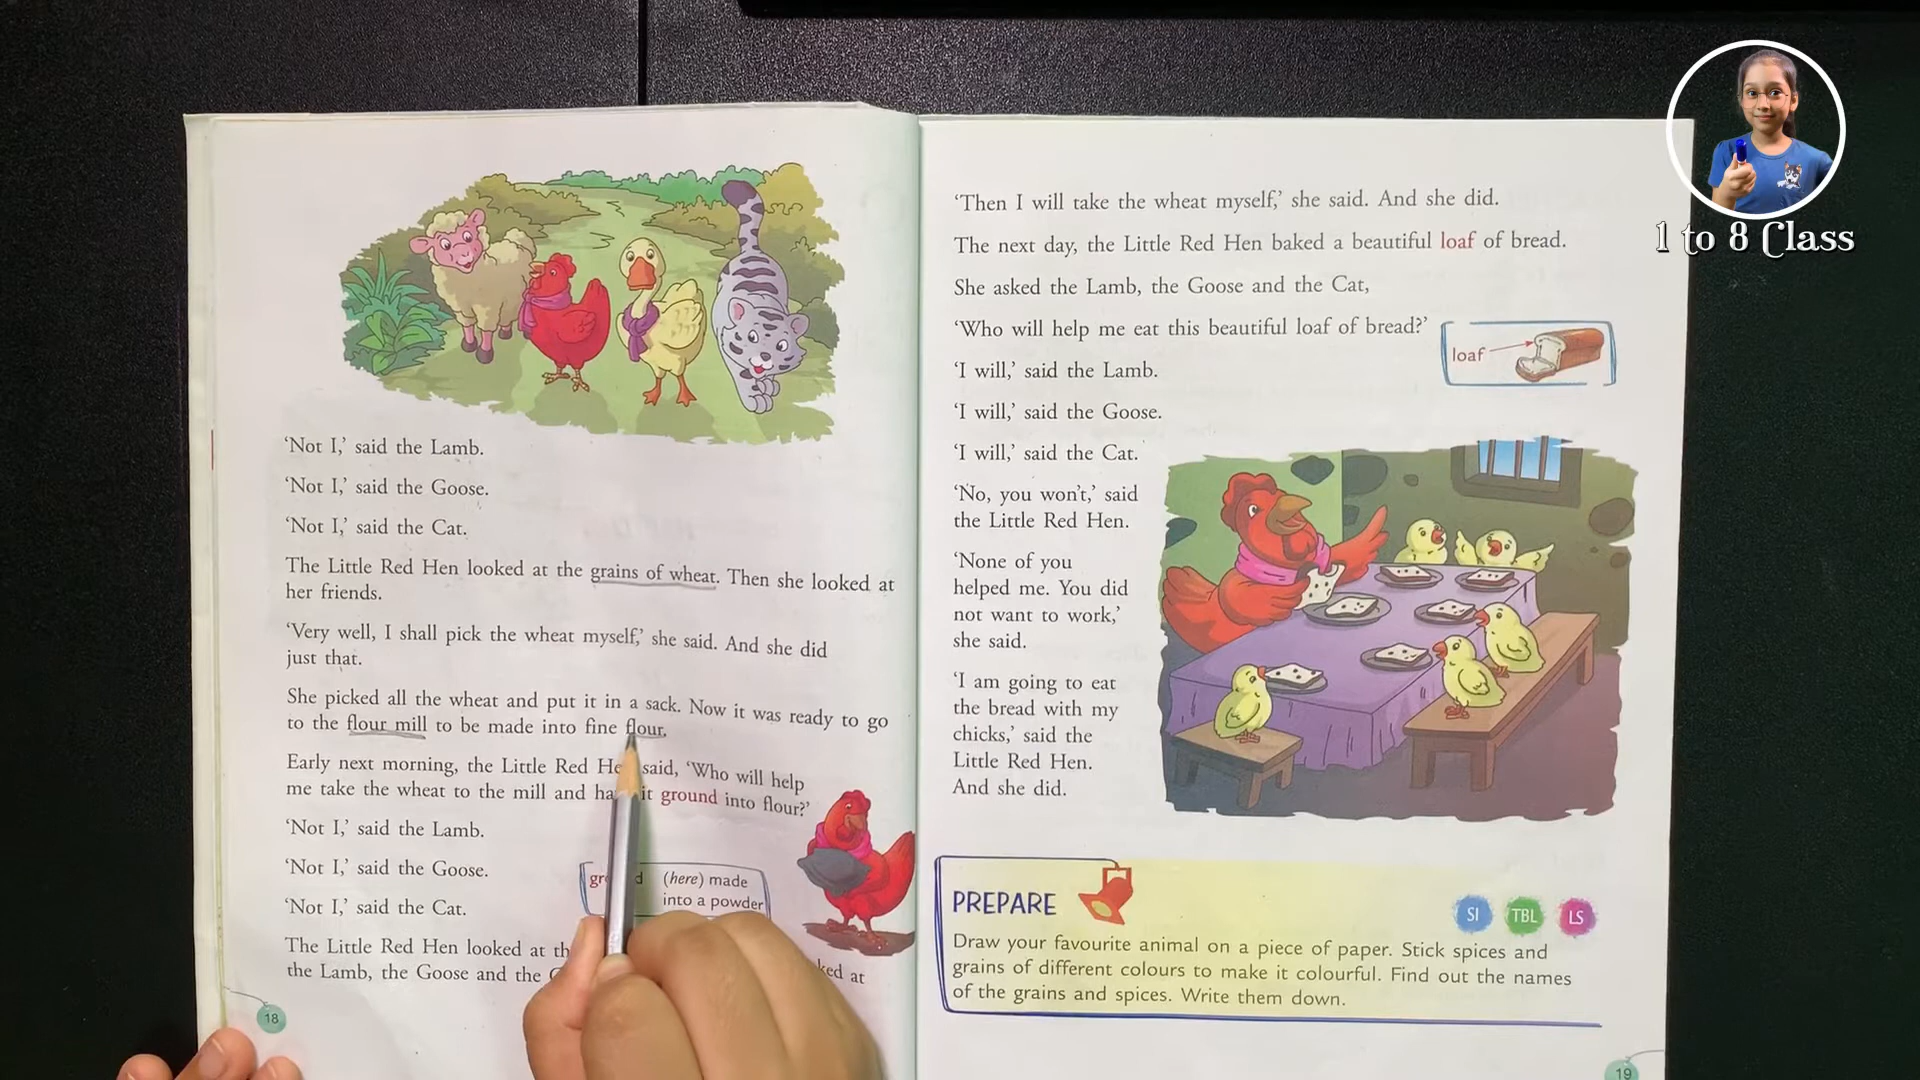 'Not I,' said the Lamb.
'Not I,' said the Goose.
'Not I,' said the Cat.
The Little Red Hen looked at the grains of wheat. Then she looked at
her friends.
'Very well, I shall pick the wheat myself,' she said. And she did
just that.
She picked all the wheat and put it in a sack. Now it was ready to go
to the flour mill to be made into fine flour.
Early next morning, the Little Red He said, 'Who will help
me take the wheat to the mill and ha it ground into flour?'
'Not I,' said the Lamb.
'Not I,' said the Goose.
'Not I,' said the Cat.
gr d (here) made
into a powder
The Little Red Hen looked at th
the Lamb, the Goose and the ked at
18
'Then I will take the wheat myself,' she said. And she did.
The next day, the Little Red Hen baked a beautiful loaf of bread.
She asked the Lamb, the Goose and the Cat,
'Who will help me eat this beautiful loaf of bread?'
loaf
'I will,' said the Lamb.
'I will,' said the Goose.
'I will,' said the Cat.
'No, you won't,' said
the Little Red Hen.
'None of you
helped me. You did
not want to work,'
she said.
'I am going to eat
the bread with my
chicks,' said the
Little Red Hen.
And she did.
PREPARE
SI TBL LS
Draw your favourite animal on a piece of paper. Stick spices and
grains of different colours to make it colourful. Find out the names
of the grains and spices. Write them down.
19
1 to 8 Class